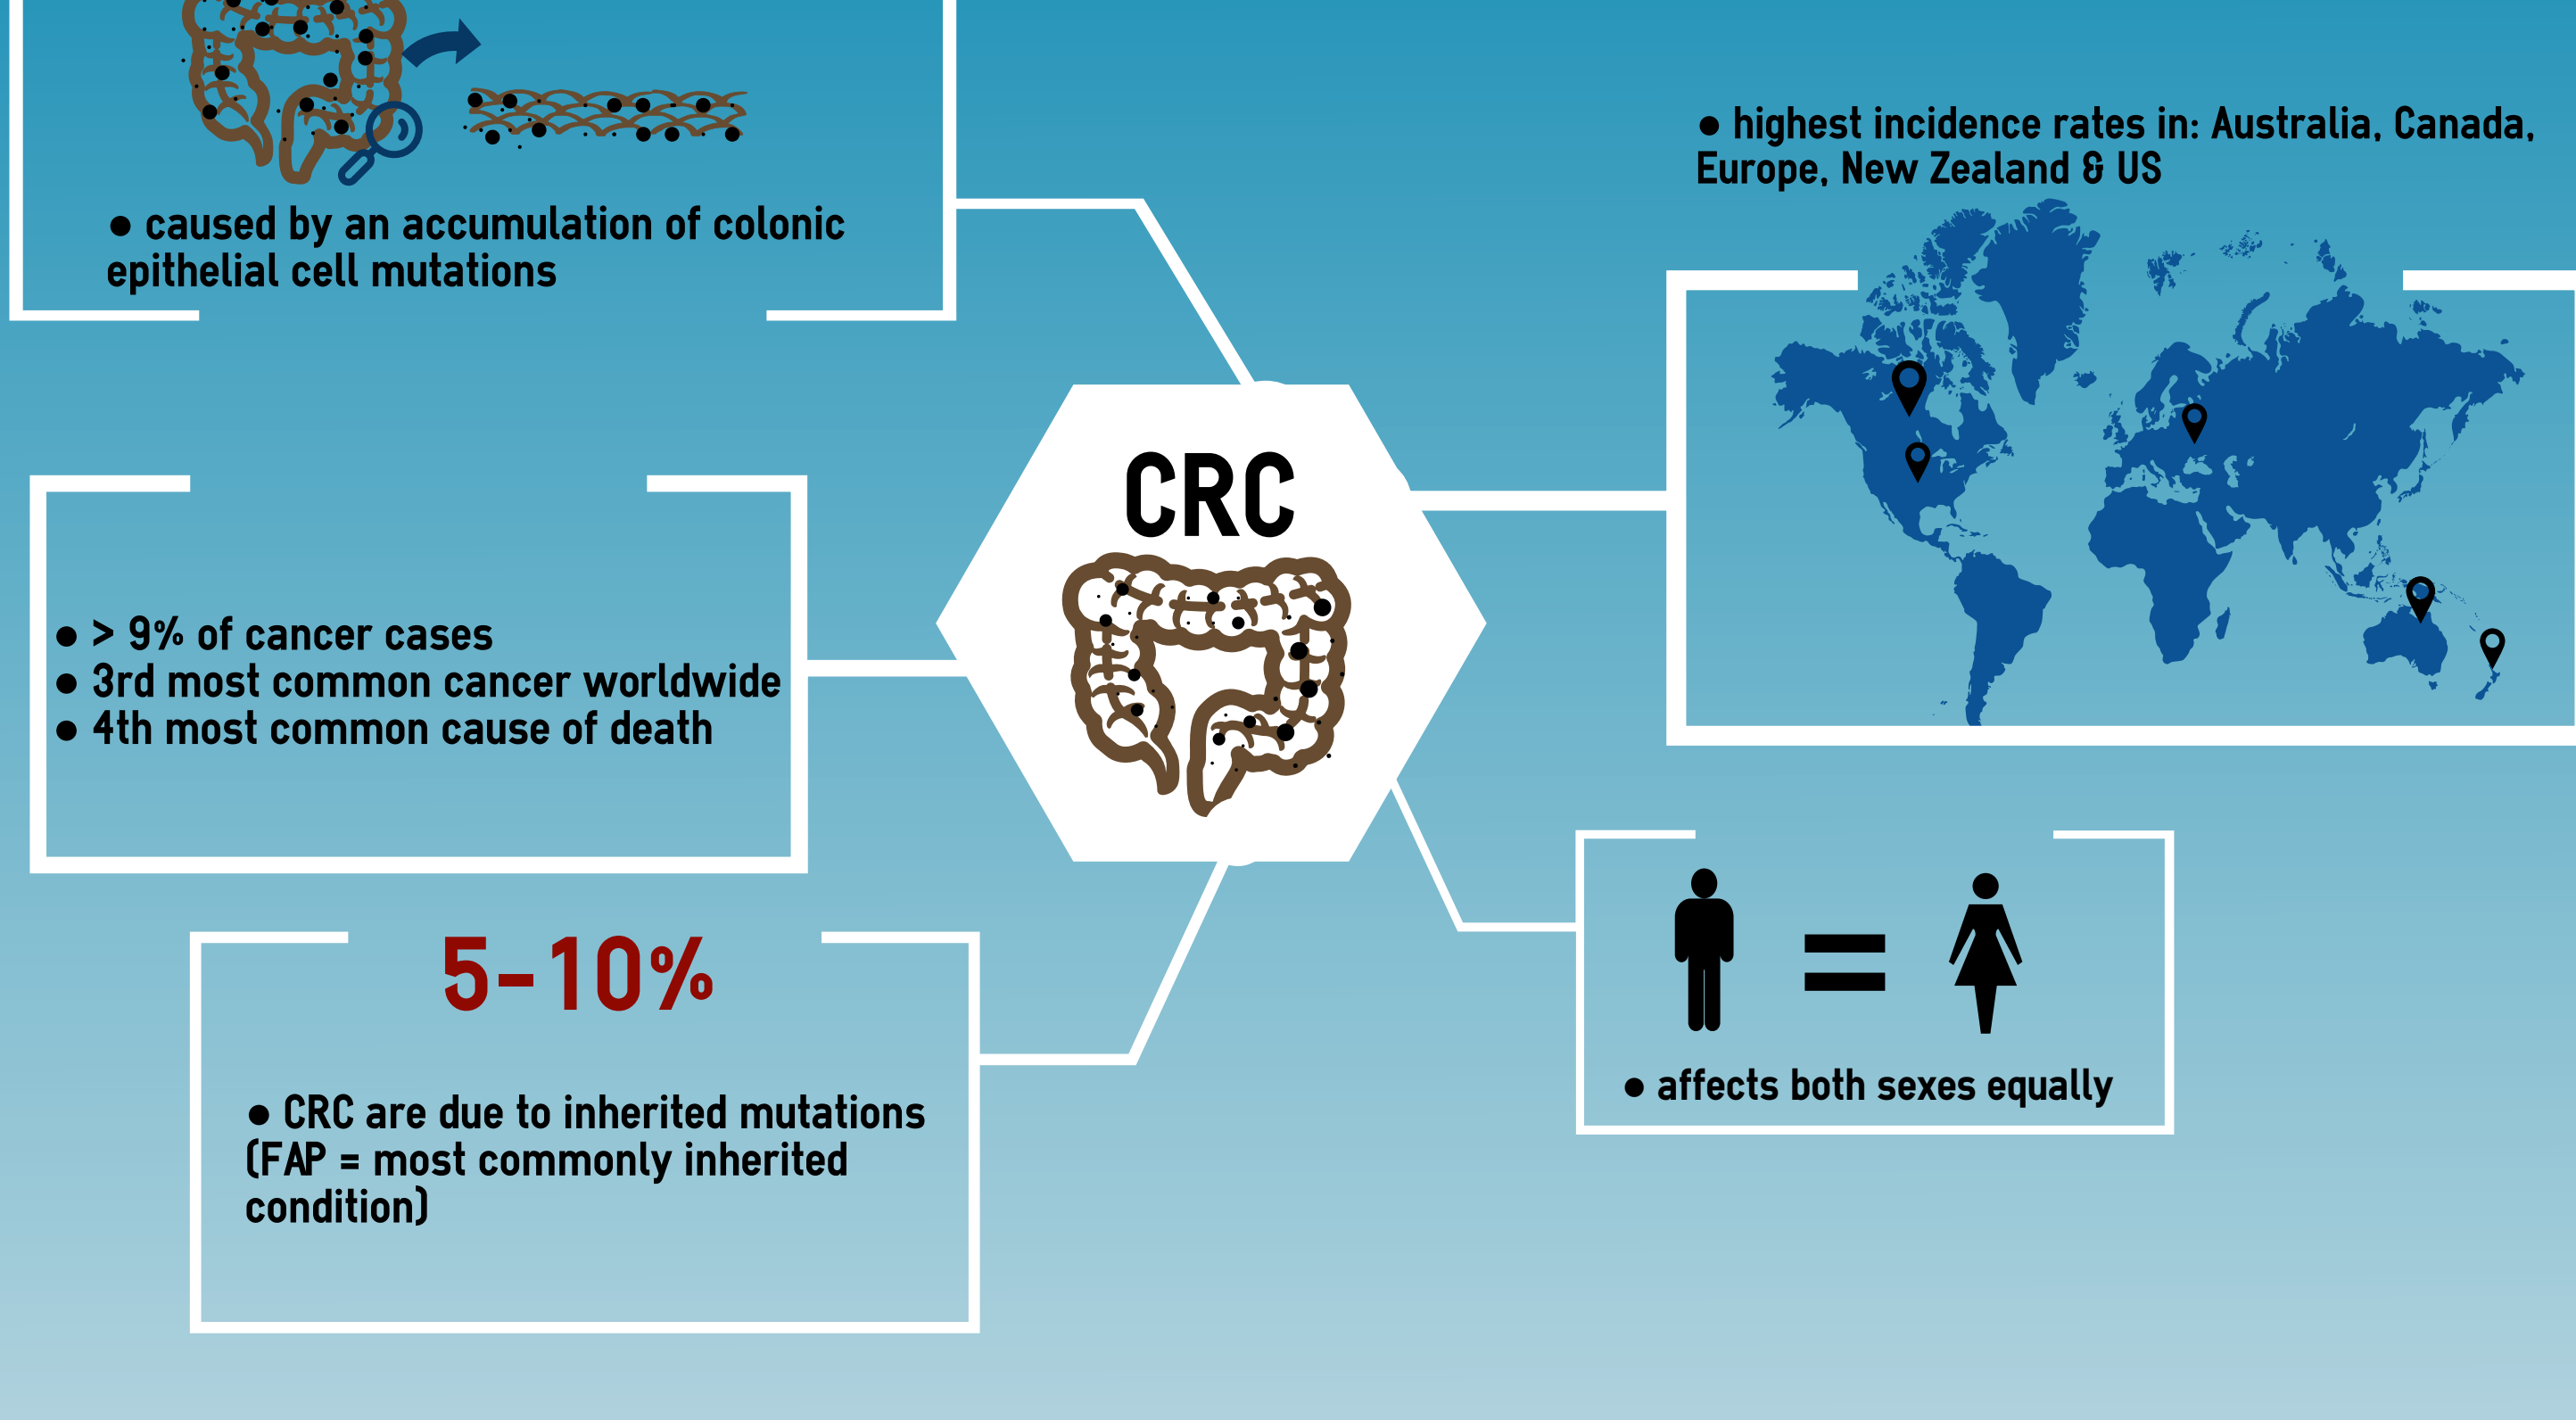 ● caused by an accumulation of colonic
epithelial cell mutations
● highest incidence rates in: Australia, Canada,
Europe, New Zealand & US
CRC
● > 9% of cancer cases
● 3rd most common cancer worldwide
● 4th most common cause of death
5-10%
● CRC are due to inherited mutations
(FAP = most commonly inherited
condition)
=
● affects both sexes equally